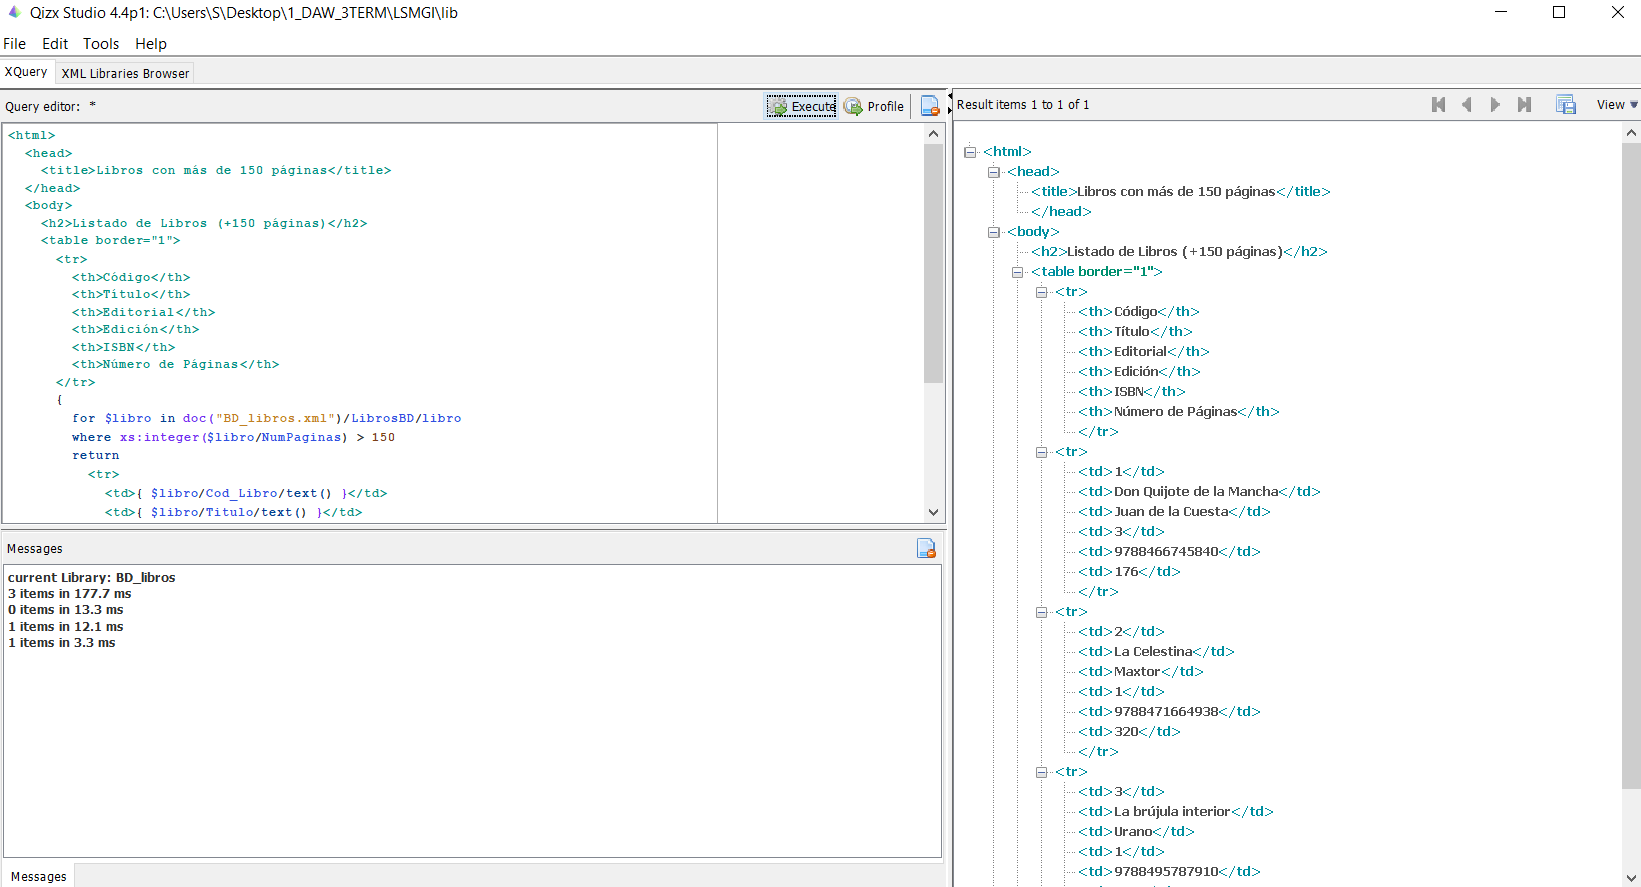 Qizx Studio 4.4p1: C:\Users\S\Desktop\1_DAW_3TERM\LSMGI\lib
File Edit Tools Help
XQuery XML Libraries Browser
Query editor: *
Execute Profile
<html>
<head>
<title>Libros con más de 150 páginas</title>
</head>
<body>
<h2>Listado de Libros (+150 páginas)</h2>
<table border="1">
<tr>
<th>Código</th>
<th>Título</th>
<th>Editorial</th>
<th>Edición</th>
<th>ISBN</th>
<th>Número de Páginas</th>
</tr>
{
for $libro in doc("BD_libros.xml")/LibrosBD/libro
where xs:integer($libro/NumPaginas) > 150
return
<tr>
<td>{ $libro/Cod_Libro/text() }</td>
<td>{ $libro/Titulo/text() }</td>
Messages
current Library: BD_libros
3 items in 177.7 ms
0 items in 13.3 ms
1 items in 12.1 ms
1 items in 3.3 ms
Messages
Result items 1 to 1 of 1
View
<html>
<head>
<title>Libros con más de 150 páginas</title>
</head>
<body>
<h2>Listado de Libros (+150 páginas)</h2>
<table border="1">
<tr>
<th>Código</th>
<th>Título</th>
<th>Editorial</th>
<th>Edición</th>
<th>ISBN</th>
<th>Número de Páginas</th>
</tr>
<tr>
<td>1</td>
<td>Don Quijote de la Mancha</td>
<td>Juan de la Cuesta</td>
<td>3</td>
<td>9788466745840</td>
<td>176</td>
</tr>
<tr>
<td>2</td>
<td>La Celestina</td>
<td>Maxtor</td>
<td>1</td>
<td>9788471664938</td>
<td>320</td>
</tr>
<tr>
<td>3</td>
<td>La brújula interior</td>
<td>Urano</td>
<td>1</td>
<td>9788495787910</td>